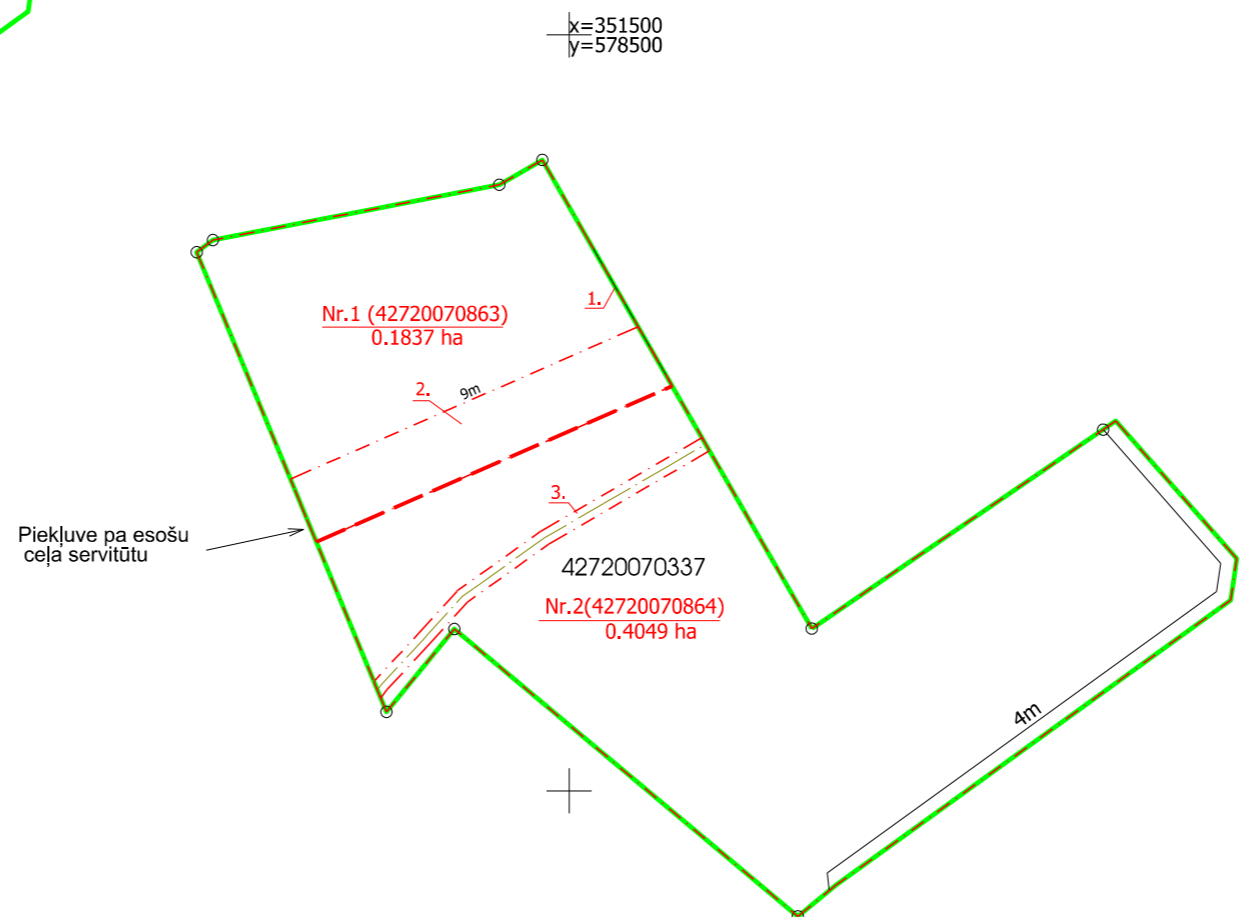 x=351500
y=578500
1.
Nr.1 (42720070863)
0.1837 ha
2.
9m
3.
Piekļuve pa esošu
ceļa servitūtu
42720070337
Nr.2(42720070864)
0.4049 ha
4m